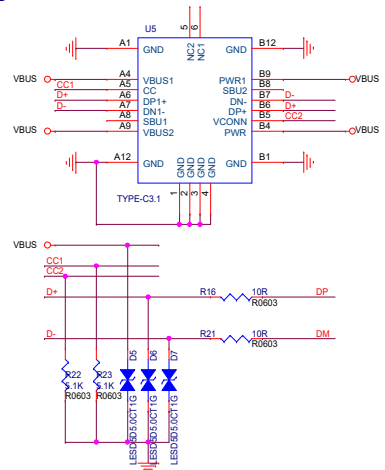 U5
5
6
NC2
NC1
A1 GND GND B12
VBUS A4 VBUS1 PWR1 B9 VBUS
CC1 A5 CC SBU2 B8
D+ A6 DP1+ DN- B7 D-
D- A7 DN1- DP+ B6 D+
A8 SBU1 VCONN B5 CC2
VBUS A9 VBUS2 PWR B4 VBUS
A12 GND GND B1
GND GND GND GND
1 2 3 4
TYPE-C3.1
VBUS
CC1
CC2
D+ R16 10R DP
R0603
D- R21 10R DM
R0603
R22
5.1K
R0603
R23
5.1K
R0603
D5
LESD5D5.0CT1G
D6
LESD5D5.0CT1G
D7
LESD5D5.0CT1G